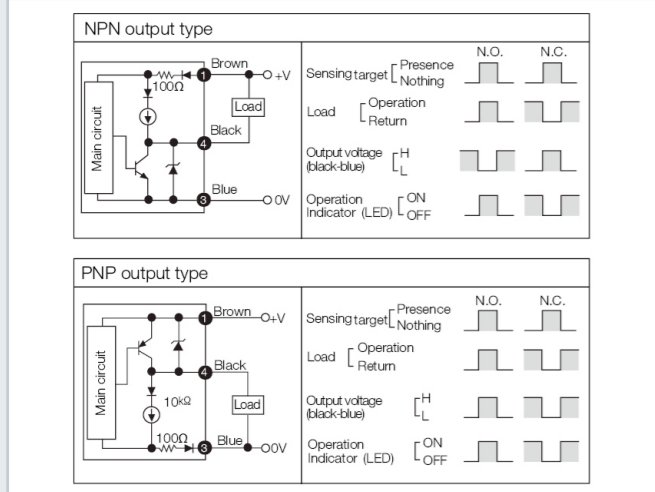 NPN output type
N.O. N.C.
Brown
1
+V
100Ω
Load
Black
4
Main circuit
Blue
3
0V
Sensing target Presence
Nothing
Load Operation
Return
Output voltage H
(black-blue) L
Operation ON
Indicator (LED) OFF
PNP output type
N.O. N.C.
Brown
1
+V
Black
4
Main circuit
10kΩ
Load
100Ω
Blue
3
0V
Sensing target Presence
Nothing
Load Operation
Return
Output voltage H
(black-blue) L
Operation ON
Indicator (LED) OFF